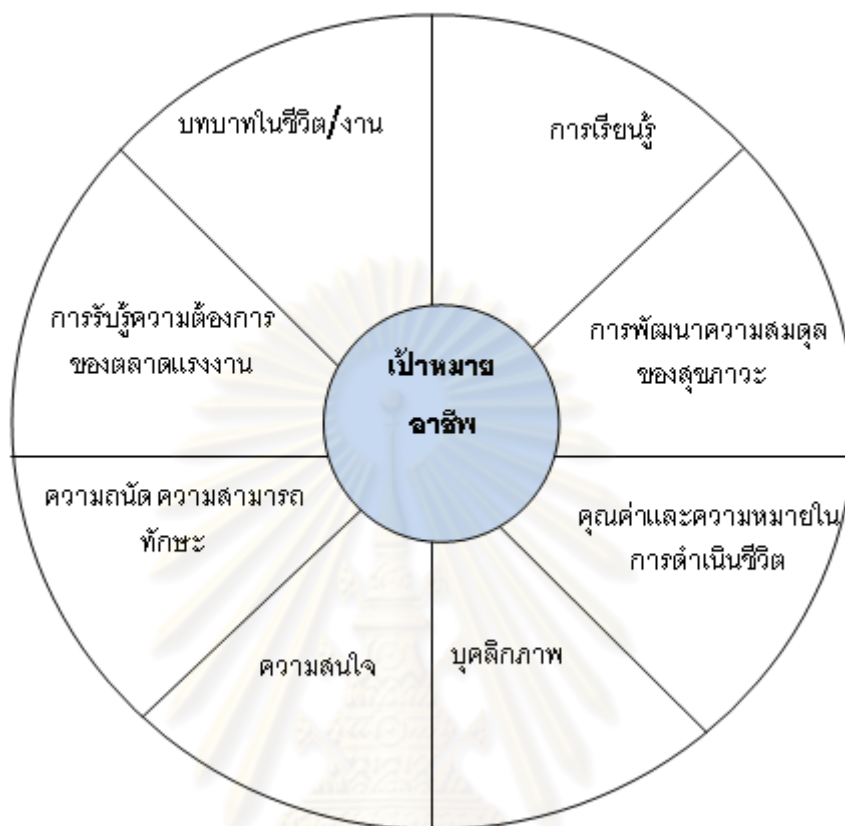 บทบาทในชีวิต/งาน
การเรียนรู้
การรับรู้ความต้องการ
ของตลาดแรงงาน
การพัฒนาความสมดุล
ของสุขภาวะ
เป้าหมาย
อาชีพ
ความถนัด ความสามารถ
ทักษะ
คุณค่าและความหมายใน
การดำเนินชีวิต
ความสนใจ
บุคลิกภาพ